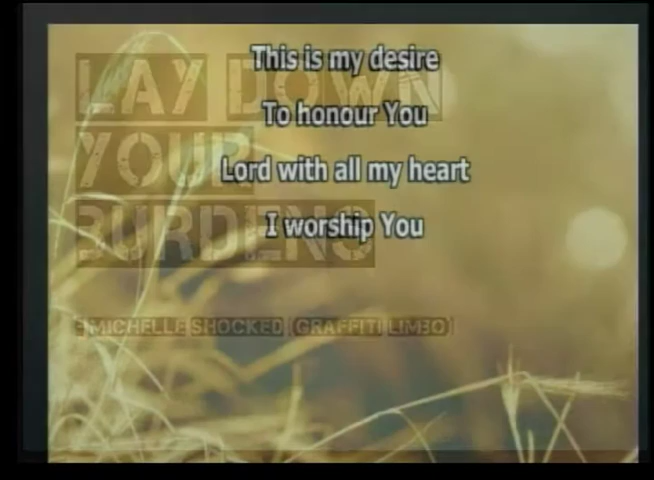 This is my desire
To honour You
Lord with all my heart
I worship You
LAY DOWN
YOUR
BURDENS
- MICHELLE SHOCKED (GRAFFITI LIMBO)